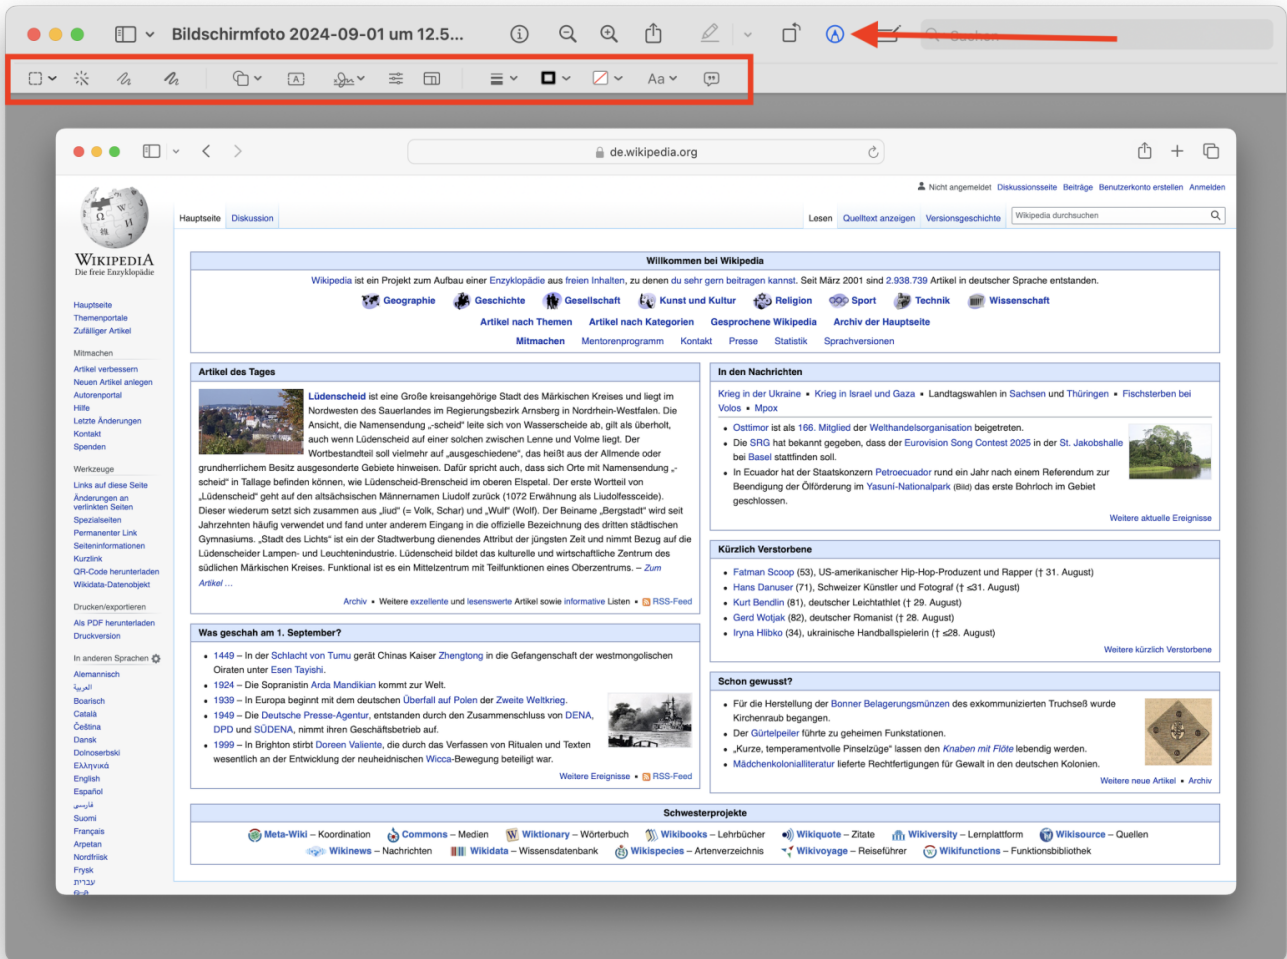 Bildschirmfoto 2024-09-01 um 12.5...
Suchen
A
Aa
de.wikipedia.org
Nicht angemeldet Diskussionsseite Beiträge Benutzerkonto erstellen Anmelden
Hauptseite Diskussion
Lesen Quelltext anzeigen Versionsgeschichte
Wikipedia durchsuchen
WIKIPEDIA
Die freie Enzyklopädie
Hauptseite
Themenportale
Zufälliger Artikel
Mitmachen
Artikel verbessern
Neuen Artikel anlegen
Autorenportal
Hilfe
Letzte Änderungen
Kontakt
Spenden
Werkzeuge
Links auf diese Seite
Änderungen an
verlinkten Seiten
Spezialseiten
Permanenter Link
Seiteninformationen
Kurzlink
QR-Code herunterladen
Wikidata-Datenobjekt
Drucken/exportieren
Als PDF herunterladen
Druckversion
In anderen Sprachen
Alemannisch
العربية
Boarisch
Català
Čeština
Dansk
Dolnoserbski
Ελληνικά
English
Español
فارسی
Suomi
Français
Arpetan
Nordfriisk
Frysk
עברית
Willkommen bei Wikipedia
Wikipedia ist ein Projekt zum Aufbau einer Enzyklopädie aus freien Inhalten, zu denen du sehr gern beitragen kannst. Seit März 2001 sind 2.938.739 Artikel in deutscher Sprache entstanden.
Geographie Geschichte Gesellschaft Kunst und Kultur Religion Sport Technik Wissenschaft
Artikel nach Themen Artikel nach Kategorien Gesprochene Wikipedia Archiv der Hauptseite
Mitmachen Mentorenprogramm Kontakt Presse Statistik Sprachversionen
Artikel des Tages
Lüdenscheid ist eine Große kreisangehörige Stadt des Märkischen Kreises und liegt im
Nordwesten des Sauerlandes im Regierungsbezirk Arnsberg in Nordrhein-Westfalen. Die
Ansicht, die Namensendung „-scheid" leite sich von Wasserscheide ab, gilt als überholt,
auch wenn Lüdenscheid auf einer solchen zwischen Lenne und Volme liegt. Der
Wortbestandteil soll vielmehr auf „ausgeschiedene", das heißt aus der Allmende oder
grundherrlichem Besitz ausgesonderte Gebiete hinweisen. Dafür spricht auch, dass sich Orte mit Namensendung „-
scheid" in Tallage befinden können, wie Lüdenscheid-Brenscheid im oberen Elspetal. Der erste Wortteil von
„Lüdenscheid" geht auf den altsächsischen Männernamen Liudolf zurück (1072 Erwähnung als Liudolfessceide).
Dieser wiederum setzt sich zusammen aus „liud" (= Volk, Schar) und „Wulf" (Wolf). Der Beiname „Bergstadt" wird seit
Jahrzehnten häufig verwendet und fand unter anderem Eingang in die offizielle Bezeichnung des dritten städtischen
Gymnasiums. „Stadt des Lichts" ist ein der Stadtwerbung dienendes Attribut der jüngsten Zeit und nimmt Bezug auf die
Lüdenscheider Lampen- und Leuchtenindustrie. Lüdenscheid bildet das kulturelle und wirtschaftliche Zentrum des
südlichen Märkischen Kreises. Funktional ist es ein Mittelzentrum mit Teilfunktionen eines Oberzentrums. – Zum
Artikel …
Archiv • Weitere exzellente und lesenswerte Artikel sowie informative Listen • RSS-Feed
Was geschah am 1. September?
• 1449 – In der Schlacht von Tumu gerät Chinas Kaiser Zhengtong in die Gefangenschaft der westmongolischen
Oiraten unter Esen Tayishi.
• 1924 – Die Sopranistin Arda Mandikian kommt zur Welt.
• 1939 – In Europa beginnt mit dem deutschen Überfall auf Polen der Zweite Weltkrieg.
• 1949 – Die Deutsche Presse-Agentur, entstanden durch den Zusammenschluss von DENA,
DPD und SÜDENA, nimmt ihren Geschäftsbetrieb auf.
• 1999 – In Brighton stirbt Doreen Valiente, die durch das Verfassen von Ritualen und Texten
wesentlich an der Entwicklung der neuheidnischen Wicca-Bewegung beteiligt war.
Weitere Ereignisse • RSS-Feed
In den Nachrichten
Krieg in der Ukraine • Krieg in Israel und Gaza • Landtagswahlen in Sachsen und Thüringen • Fischsterben bei
Volos • Mpox
• Osttimor ist als 166. Mitglied der Welthandelsorganisation beigetreten.
• Die SRG hat bekannt gegeben, dass der Eurovision Song Contest 2025 in der St. Jakobshalle
bei Basel stattfinden soll.
• In Ecuador hat der Staatskonzern Petroecuador rund ein Jahr nach einem Referendum zur
Beendigung der Ölförderung im Yasuní-Nationalpark (Bild) das erste Bohrloch im Gebiet
geschlossen.
Weitere aktuelle Ereignisse
Kürzlich Verstorbene
• Fatman Scoop (53), US-amerikanischer Hip-Hop-Produzent und Rapper († 31. August)
• Hans Danuser (71), Schweizer Künstler und Fotograf († ≤31. August)
• Kurt Bendlin (81), deutscher Leichtathlet († 29. August)
• Gerd Wotjak (82), deutscher Romanist († 28. August)
• Iryna Hlibko (34), ukrainische Handballspielerin († ≤28. August)
Weitere kürzlich Verstorbene
Schon gewusst?
• Für die Herstellung der Bonner Belagerungsmünzen des exkommunizierten Truchseß wurde
Kirchenraub begangen.
• Der Gürtelpeiler führte zu geheimen Funkstationen.
• „Kurze, temperamentvolle Pinselzüge" lassen den Knaben mit Flöte lebendig werden.
• Mädchenkolonialliteratur lieferte Rechtfertigungen für Gewalt in den deutschen Kolonien.
Weitere neue Artikel • Archiv
Schwesterprojekte
Meta-Wiki – Koordination Commons – Medien Wiktionary – Wörterbuch Wikibooks – Lehrbücher Wikiquote – Zitate Wikiversity – Lernplattform Wikisource – Quellen
Wikinews – Nachrichten Wikidata – Wissensdatenbank Wikispecies – Artenverzeichnis Wikivoyage – Reiseführer Wikifunctions – Funktionsbibliothek